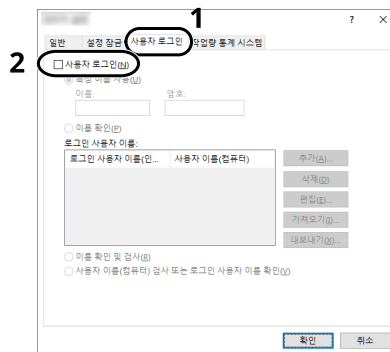 1
? ×
일반 설정 잠금 사용자 로그인 작업량 통계 시스템
2
사용자 로그인(N)
특정 이름 사용(U)
이름: 암호:
이름 확인(P)
로그인 사용자 이름:
로그인 사용자 이름(인... 사용자 이름(컴퓨터)
추가(A)...
삭제(D)
편집(E)...
가져오기(I)...
내보내기(X)...
이름 확인 및 검사(R)
사용자 이름(컴퓨터) 검사 또는 로그인 사용자 이름 확인(V)
확인 취소